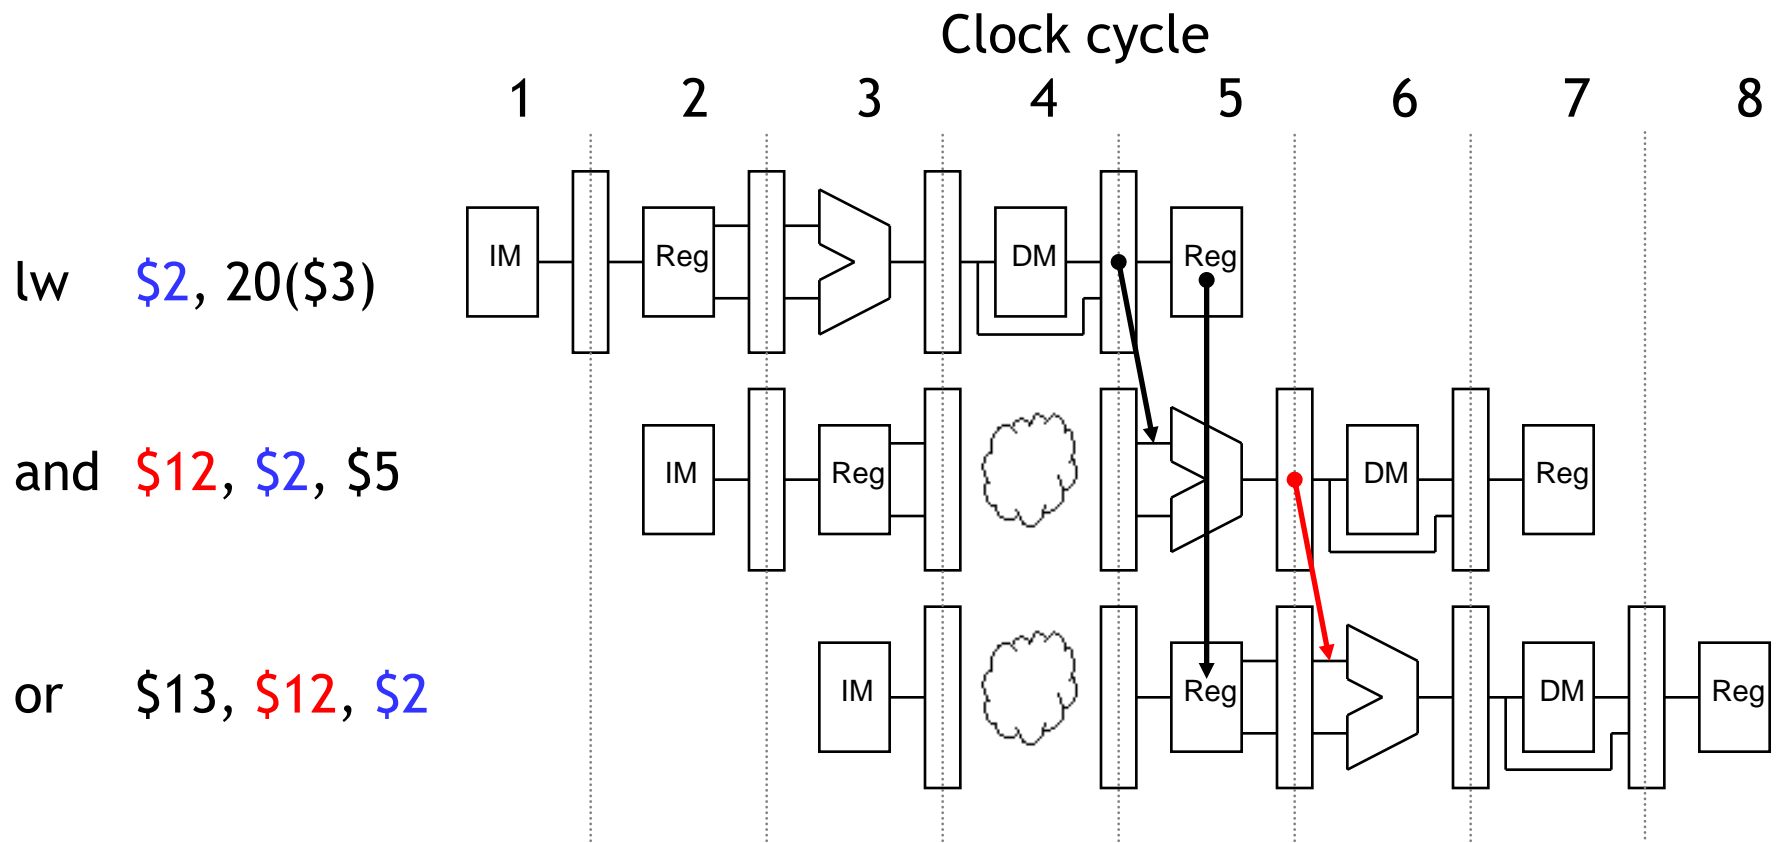 Clock cycle
1 2 3 4 5 6 7 8
IM Reg DM Reg
lw $2, 20($3)
IM Reg DM Reg
and $12, $2, $5
IM Reg DM Reg
or $13, $12, $2